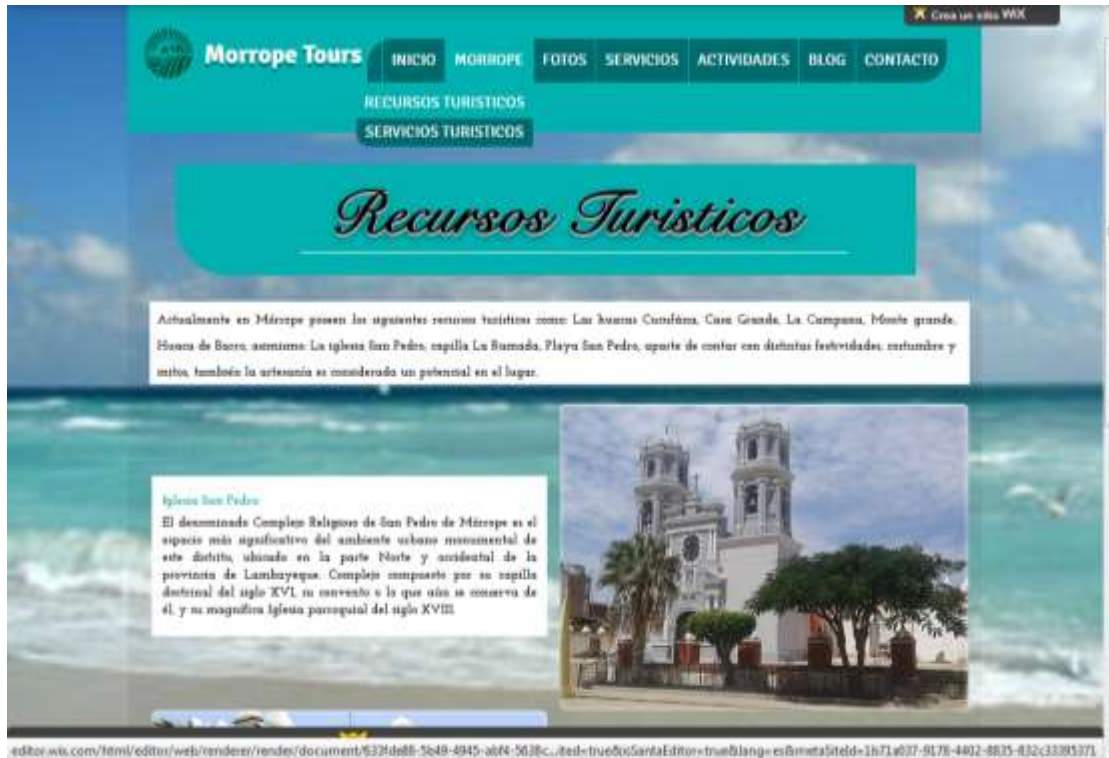 Crea un sitio WiX
Morrope Tours
INICIO MORROPE FOTOS SERVICIOS ACTIVIDADES BLOG CONTACTO
RECURSOS TURISTICOS
SERVICIOS TURISTICOS
Recursos Turisticos
Actualmente en Mórrope poseen los siguientes recursos turísticos como: Las huacas Casa Grande, La Campana, Monte grande,
Huaca de Barro, asimismo: La iglesia San Pedro, capilla La Ramada, Playa San Pedro, aparte de contar con distintas festividades, costumbre y
mitos, también la artesanía es considerada un potencial en el lugar.
Iglesia San Pedro
El denominado Complejo Religioso de San Pedro de Mórrope es el
espacio más significativo del ambiente urbano monumental de
este distrito, ubicado en la parte Norte y occidental de la
provincia de Lambayeque. Complejo compuesto por su capilla
doctrinal del siglo XVI, su convento o lo que aún se conserva de
él, y su magnífica Iglesia parroquial del siglo XVIII.